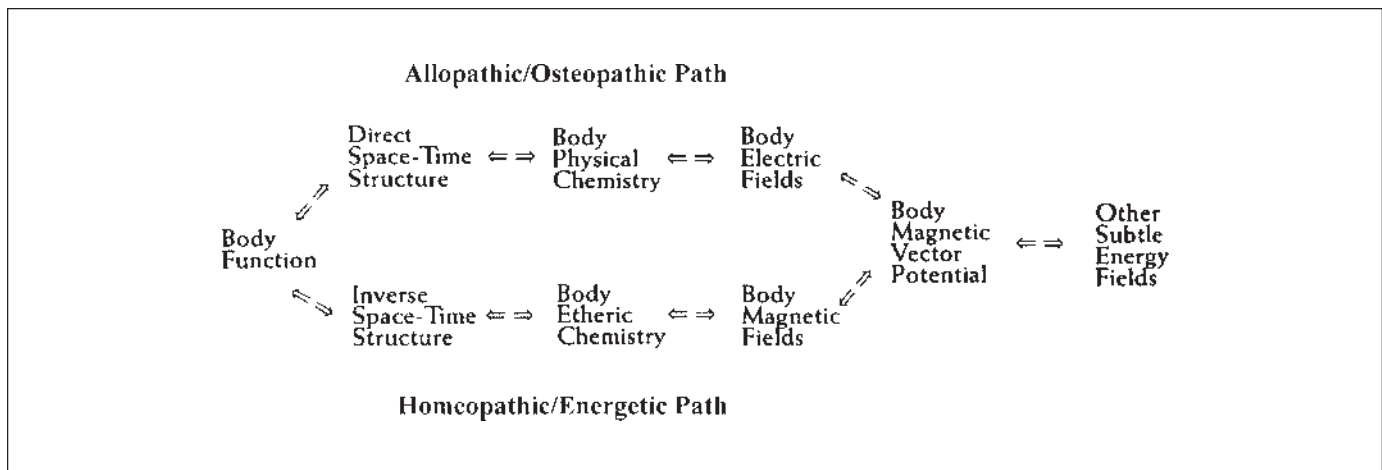 Allopathic/Osteopathic Path
Direct
Space-Time
Structure
⇐ ⇒
Body
Physical
Chemistry
⇐ ⇒
Body
Electric
Fields
Body
Function
Body
Magnetic
Vector
Potential
⇐ ⇒
Other
Subtle
Energy
Fields
Inverse
Space-Time
Structure
⇐ ⇒
Body
Etheric
Chemistry
⇐ ⇒
Body
Magnetic
Fields
Homeopathic/Energetic Path